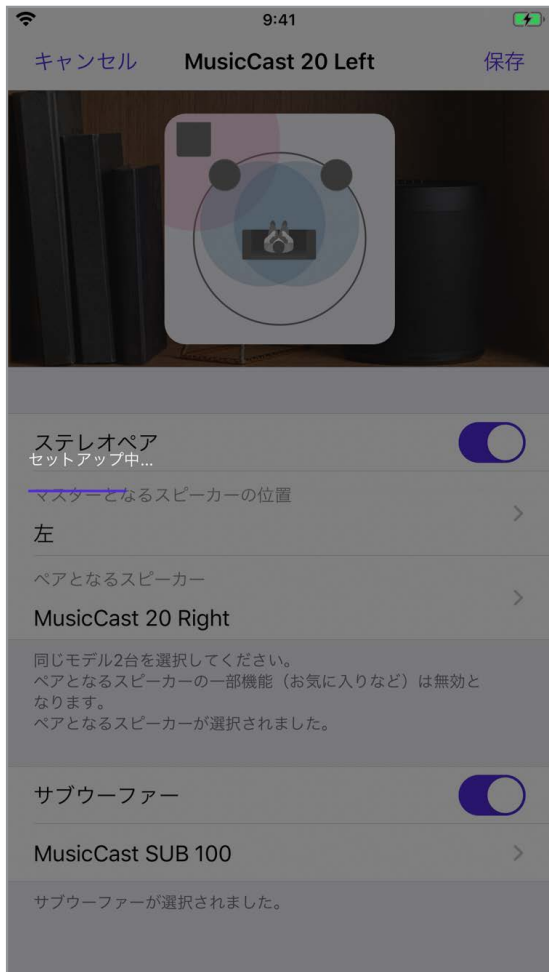 9:41
キャンセル MusicCast 20 Left 保存
ステレオペア
セットアップ中...
マスターとなるスピーカーの位置
左
ペアとなるスピーカー
MusicCast 20 Right
同じモデル2台を選択してください。
ペアとなるスピーカーの一部機能（お気に入りなど）は無効と
なります。
ペアとなるスピーカーが選択されました。
サブウーファー
MusicCast SUB 100
サブウーファーが選択されました。